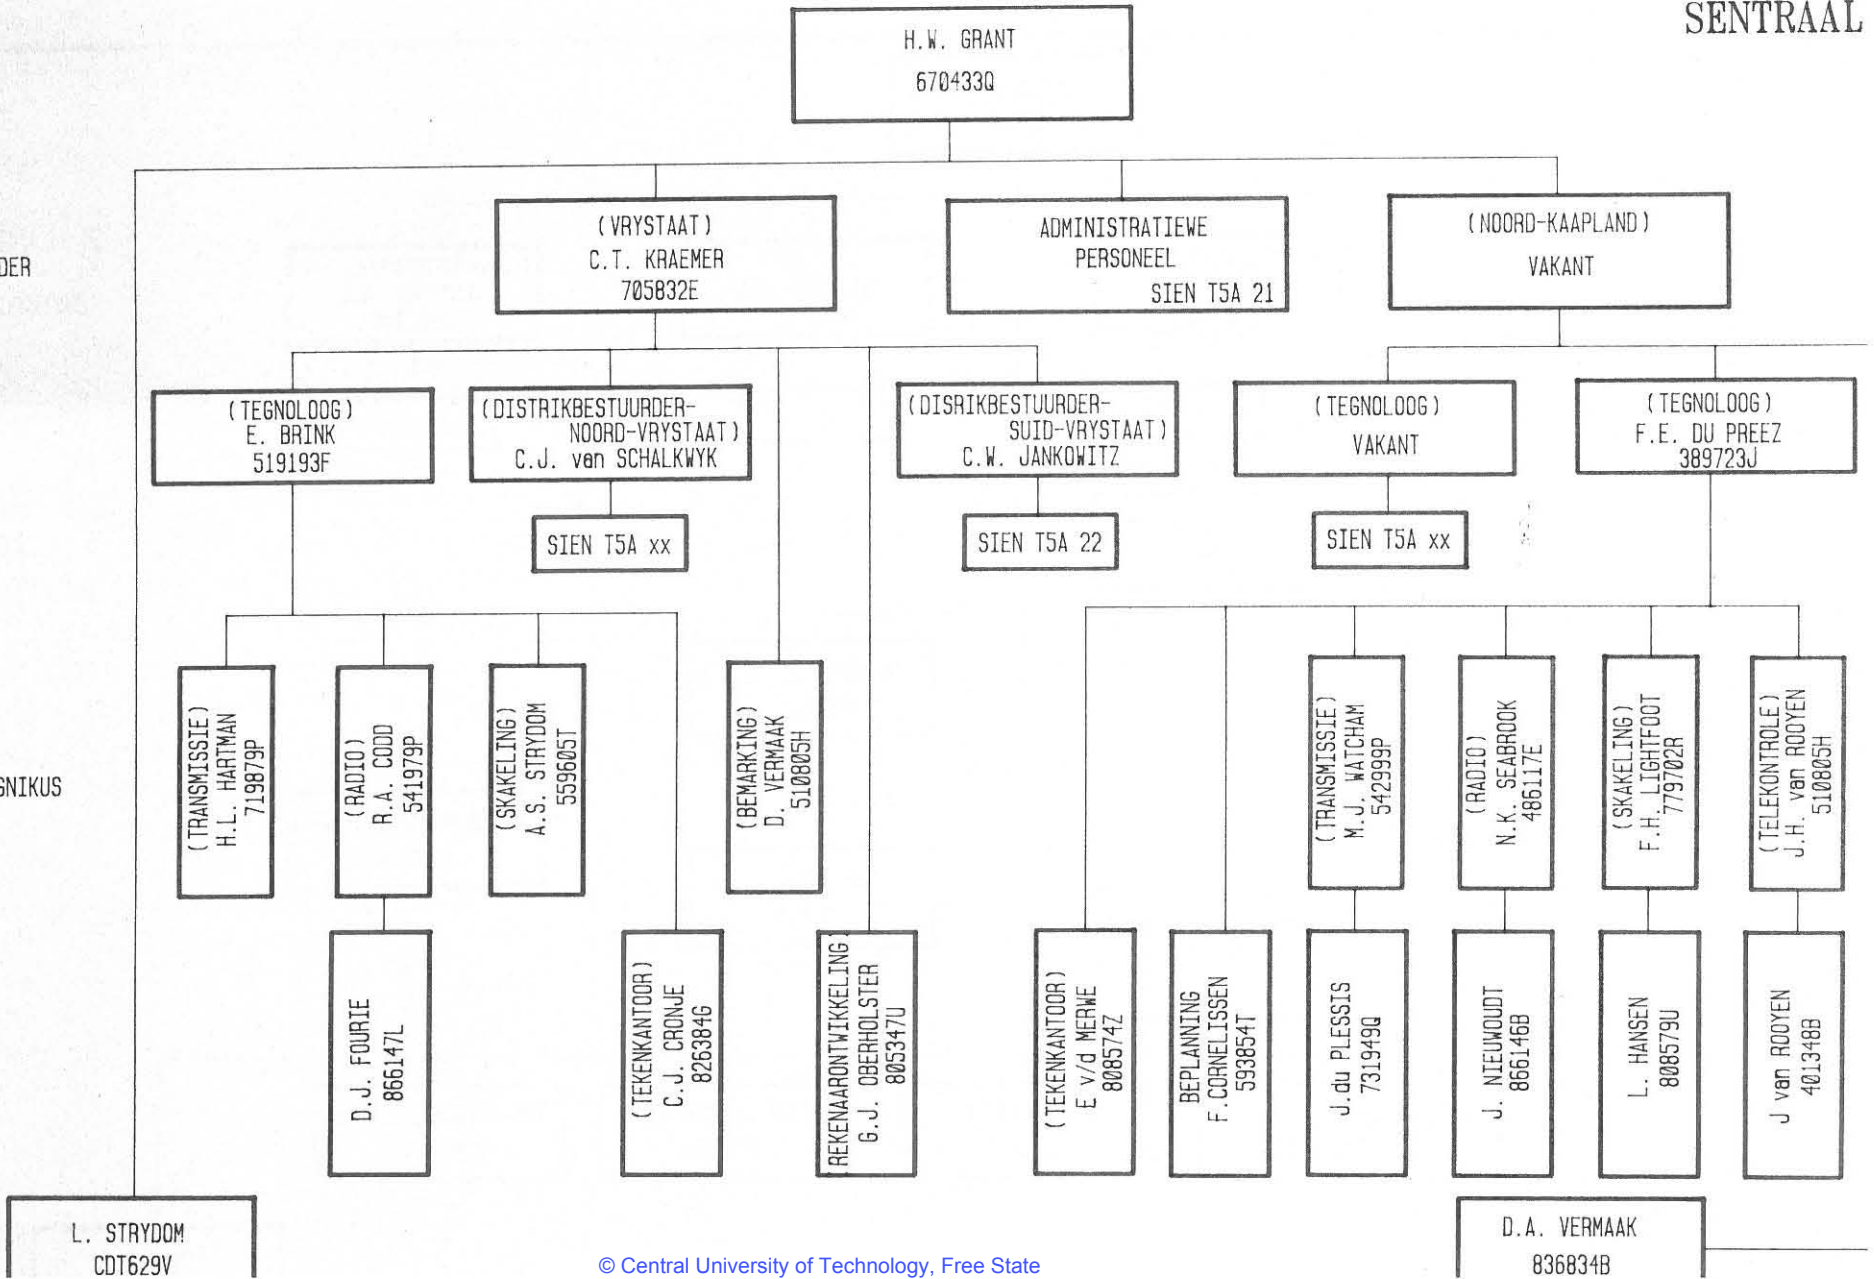 SENTRAAL
H.W. GRANT
670433Q
(VRYSTAAT)
C.T. KRAEMER
705832E
ADMINISTRATIEWE
PERSONEEL
SIEN T5A 21
(NOORD-KAAPLAND)
VAKANT
DER
(TEGNOLOOG)
E. BRINK
519193F
(DISTRIKBESTUURDER-
NOORD-VRYSTAAT)
C.J. van SCHALKWYK
(DISRIKBESTUURDER-
SUID-VRYSTAAT)
C.W. JANKOWITZ
(TEGNOLOOG)
VAKANT
(TEGNOLOOG)
F.E. DU PREEZ
389723J
SIEN T5A xx
SIEN T5A 22
SIEN T5A xx
GNIKUS
(TRANSMISSIE)
H.L. HARTMAN
719879P
(RADIO)
R.A. CODD
541979P
(SKAKELING)
A.S. STRYDOM
559605T
(BEMARKING)
D. VERMAAK
510805H
(TRANSMISSIE)
M.J. WATCHAM
542999P
(RADIO)
N.K. SEABROOK
486117E
(SKAKELING)
F.H. LIGHTFOOT
779702R
(TELEKONTROLE)
J.H. van ROOYEN
510805H
D.J. FOURIE
866147L
(TEKENKANTOOR)
C.J. CRONJE
826384G
(REKENAARONTWIKKELING)
G.J. OBERHOLSTER
805347U
(TEKENKANTOOR)
E v/d MERWE
808574Z
BEPLANNING
F.CORNELISSEN
593854T
J.du PLESSIS
731949Q
J. NIEUWOUDT
866146B
L. HANSEN
808579U
J van ROOYEN
401348B
L. STRYDOM
CDT629V
D.A. VERMAAK
836834B
© Central University of Technology, Free State